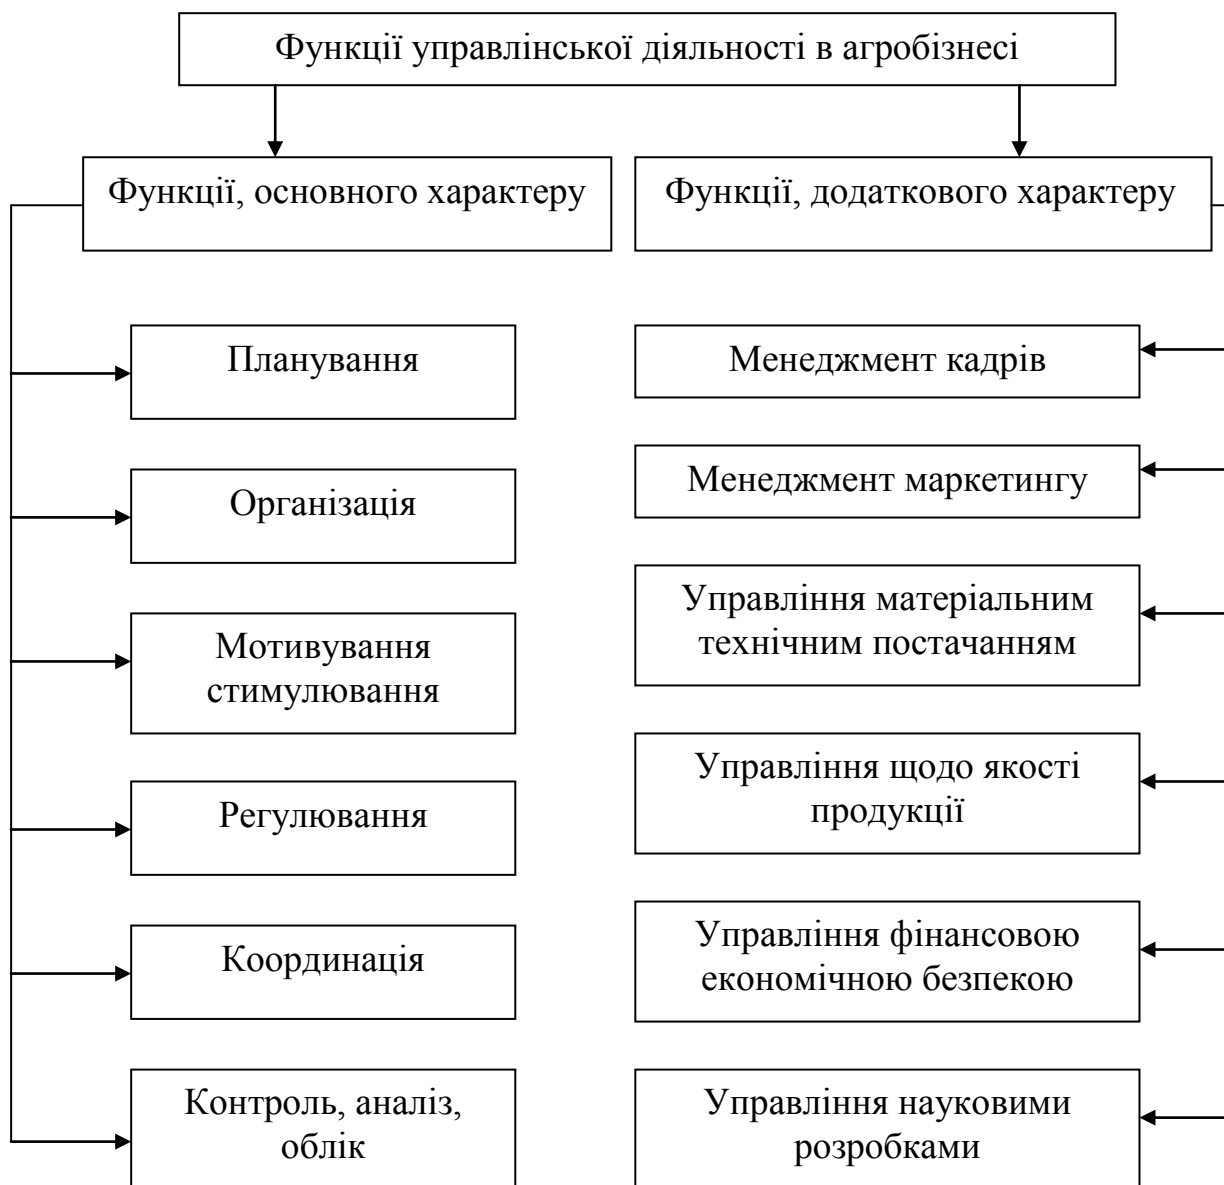 Функції управлінської діяльності в агробізнесі
Функції, основного характеру
Функції, додаткового характеру
Планування
Організація
Мотивування
стимулювання
Регулювання
Координація
Контроль, аналіз,
облік
Менеджмент кадрів
Менеджмент маркетингу
Управління матеріальним
технічним постачанням
Управління щодо якості
продукції
Управління фінансовою
економічною безпекою
Управління науковими
розробками